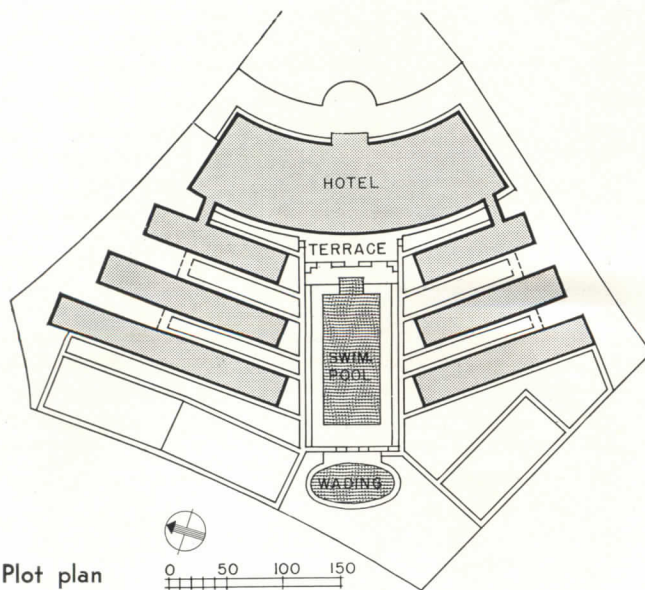 HOTEL
TERRACE
SWIM.
POOL
WADING
Plot plan
0 50 100 150